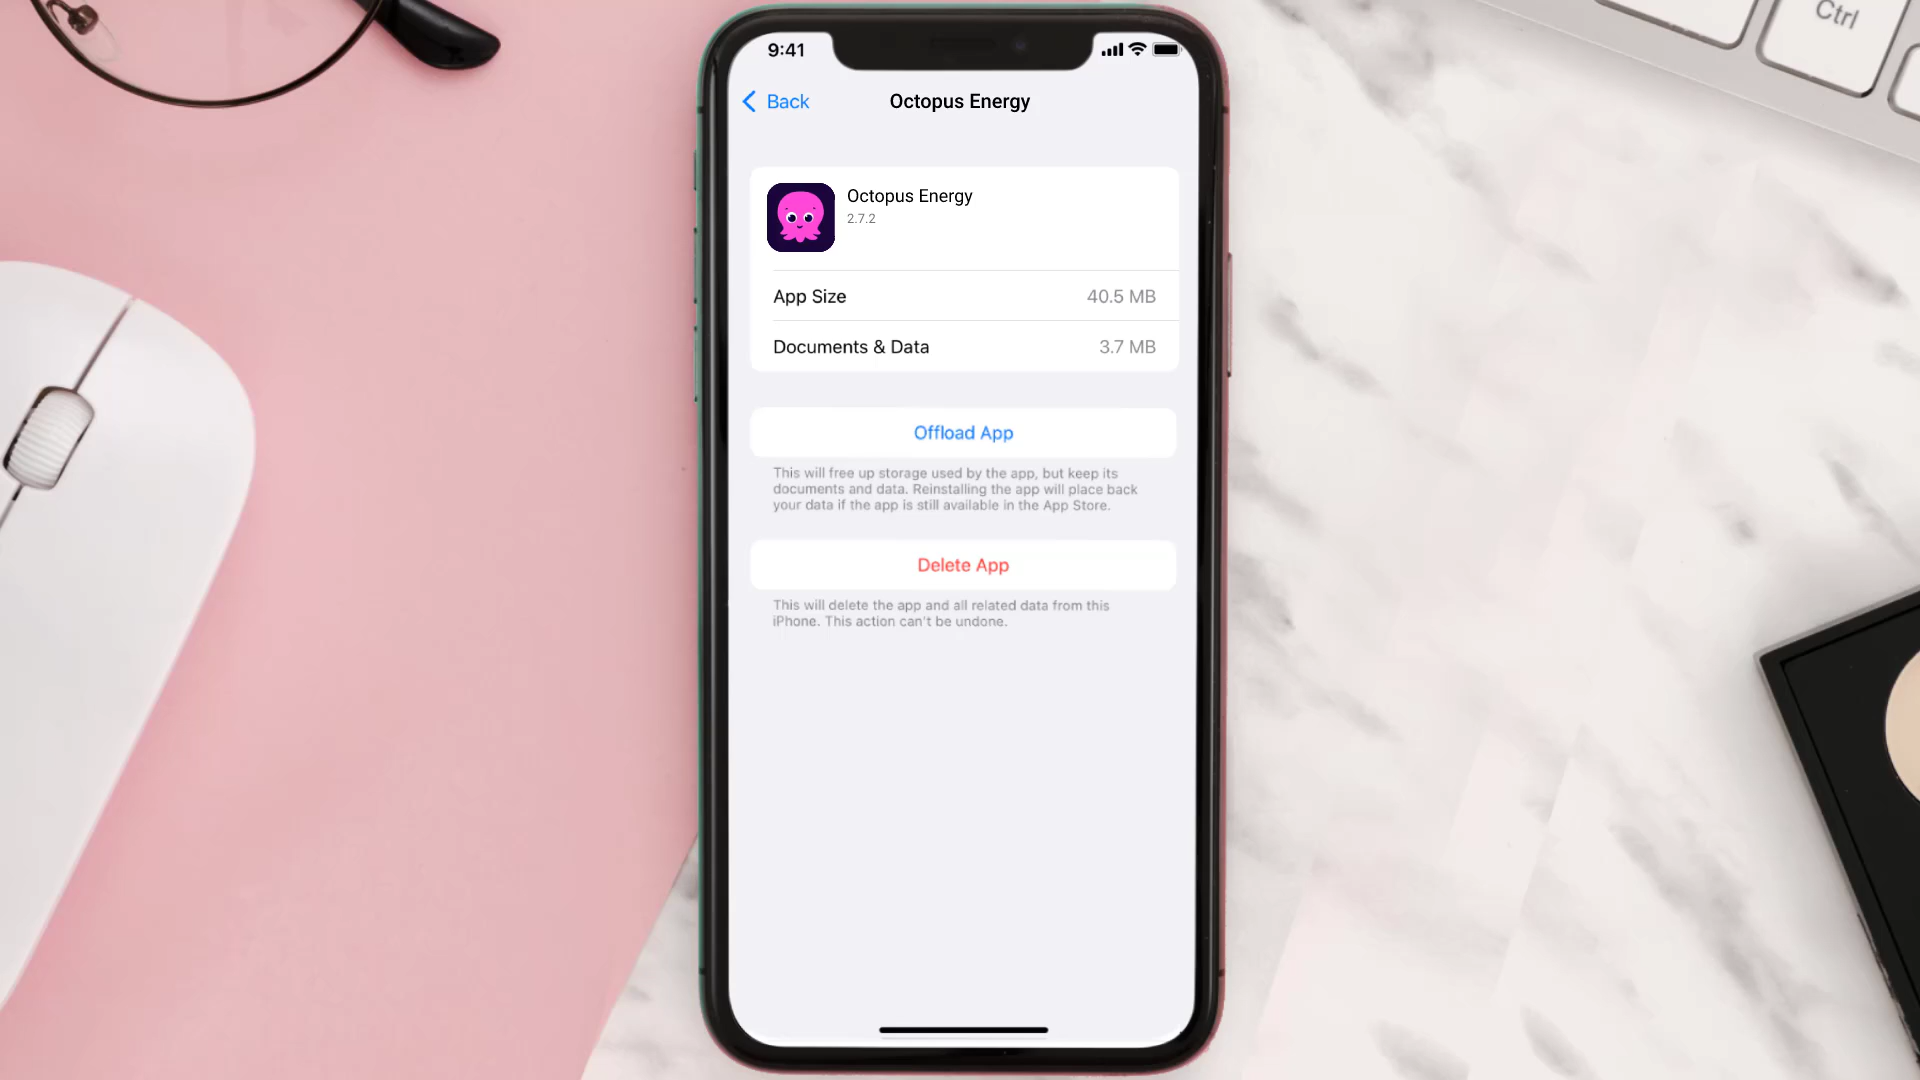 Ctrl
9:41
Back
Octopus Energy
Octopus Energy
2.7.2
App Size
40.5 MB
Documents & Data
3.7 MB
Offload App
This will free up storage used by the app, but keep its
documents and data. Reinstalling the app will place back
your data if the app is still available in the App Store.
Delete App
This will delete the app and all related data from this
iPhone. This action can't be undone.